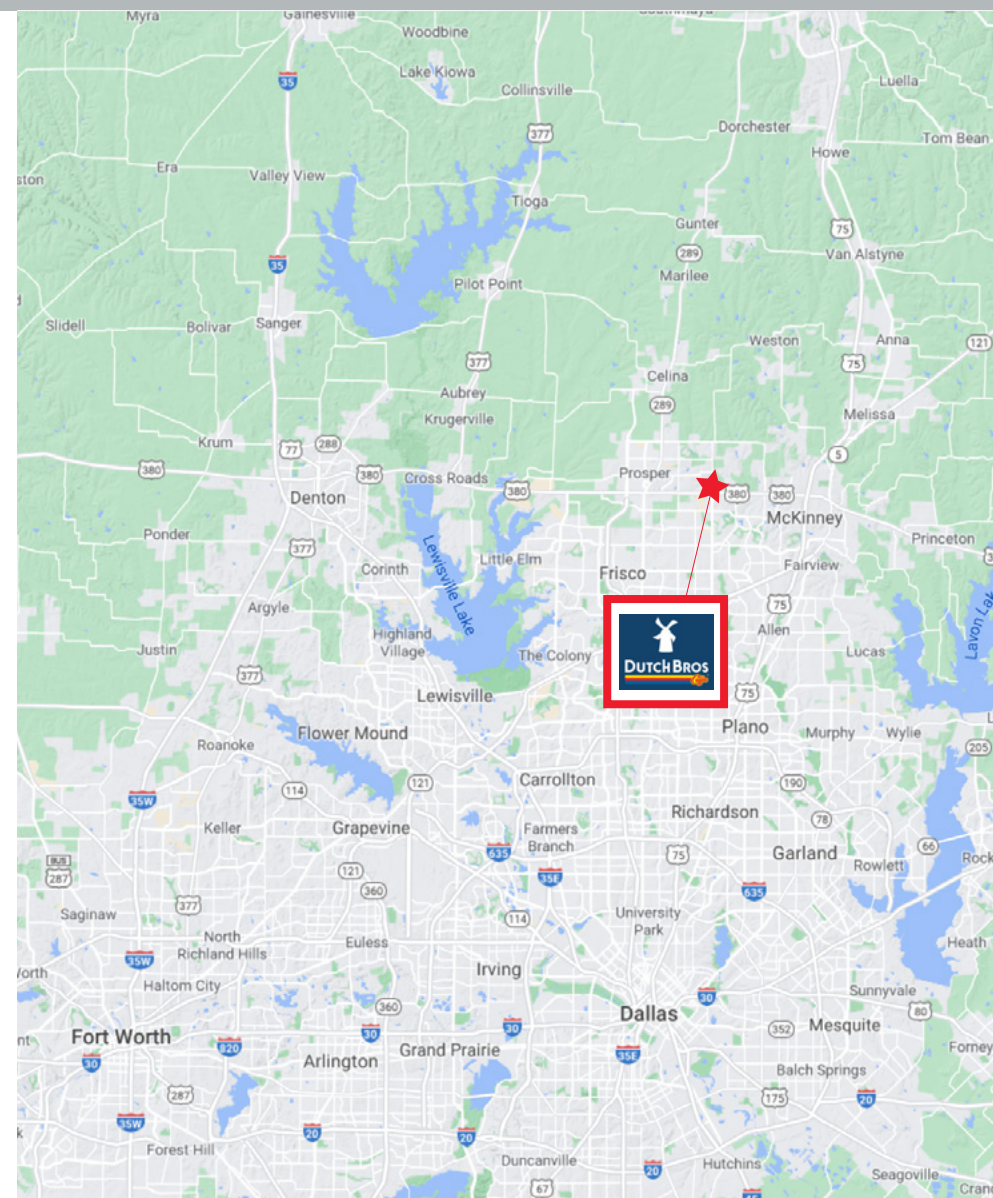 Myra
Gainesville
Woodbine
Lake Kiowa
Collinsville
Luella
35
377
Dorchester
Howe
Tom Bean
Era
Valley View
Tioga
Gunter
75
Van Alstyne
289
Marilee
35
Pilot Point
Slidell
Bolivar
Sanger
Weston
Anna
121
377
75
Celina
Aubrey
289
Krugerville
Melissa
Krum
77
288
5
380
380
Cross Roads
380
Prosper
380
380
Denton
McKinney
Ponder
377
Princeton
Lewisville
Lake
Little Elm
Corinth
Frisco
Fairview
Argyle
75
Allen
Highland
Village
Justin
The Colony
DUTCH BROS
Lucas
Lavon Lak
377
Lewisville
75
Flower Mound
Plano
Murphy
Wylie
Roanoke
205
121
Carrollton
190
114
35W
Richardson
78
Keller
Grapevine
Farmers
Branch
635
75
Garland
66
Rowlett
Rock
BUS
287
121
35E
360
635
377
Saginaw
114
University
Park
North
Richland Hills
Euless
Heath
35W
Irving
Haltom City
Sunnyvale
30
360
Dallas
80
Fort Worth
30
352
Mesquite
820
30
Grand Prairie
35E
Forney
30
Arlington
Balch Springs
287
175
20
35W
20
20
Forest Hill
Duncanville
20
Hutchins
Seagoville
67